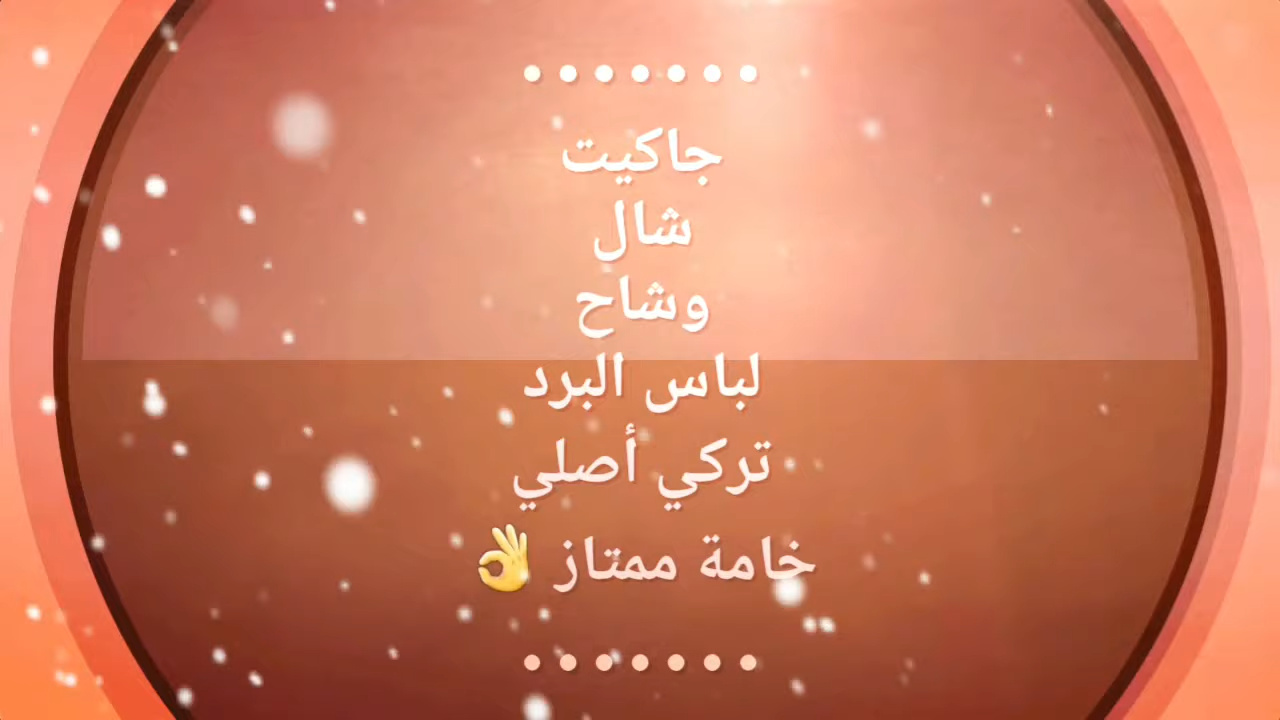 •••••••
جاكيت
شال
وشاح
لباس البرد
تركي أصلي
خامة ممتاز 👌
•••••••